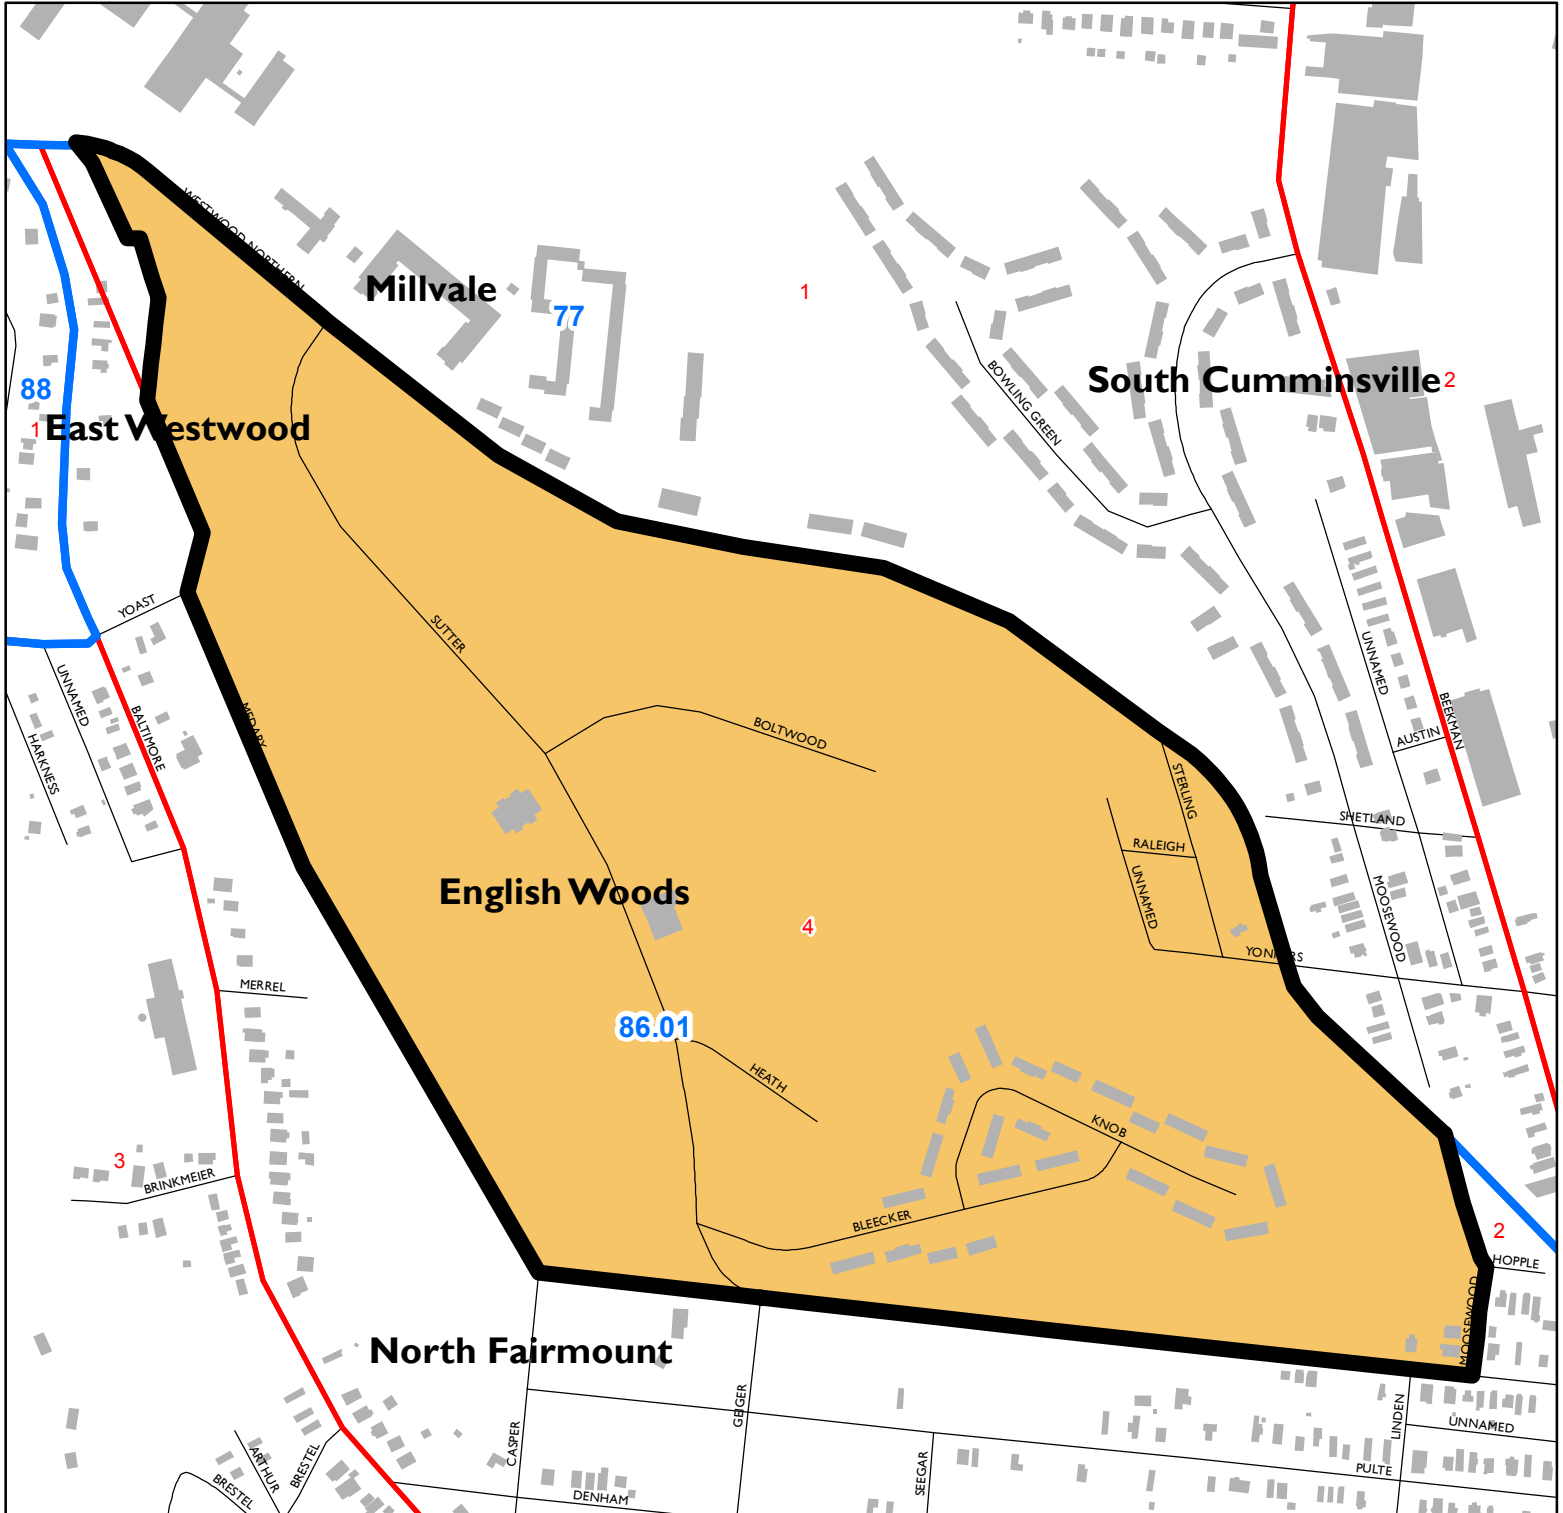 WESTWOOD NORTHERN
Millvale
1
77
BOWLING GREEN
South Cumminsville
2
88
1
East Westwood
YOAST
SUTTER
UNNAMED
UNNAMED
BEEKMAN
AUSTIN
BALTIMORE
MEDARY
HARKNESS
BOLTWOOD
STERLING
SHETLAND
RALEIGH
UNNAMED
MOOSEWOOD
English Woods
4
YONKERS
MERREL
86.01
HEATH
KNOB
3
BRINKMEIER
BLEECKER
2
HOPPLE
MOOSEWOOD
North Fairmount
GEIGER
CASPER
LINDEN
UNNAMED
SEEGAR
PULTE
ARTHUR
BRESTEL
BRESTEL
DENHAM